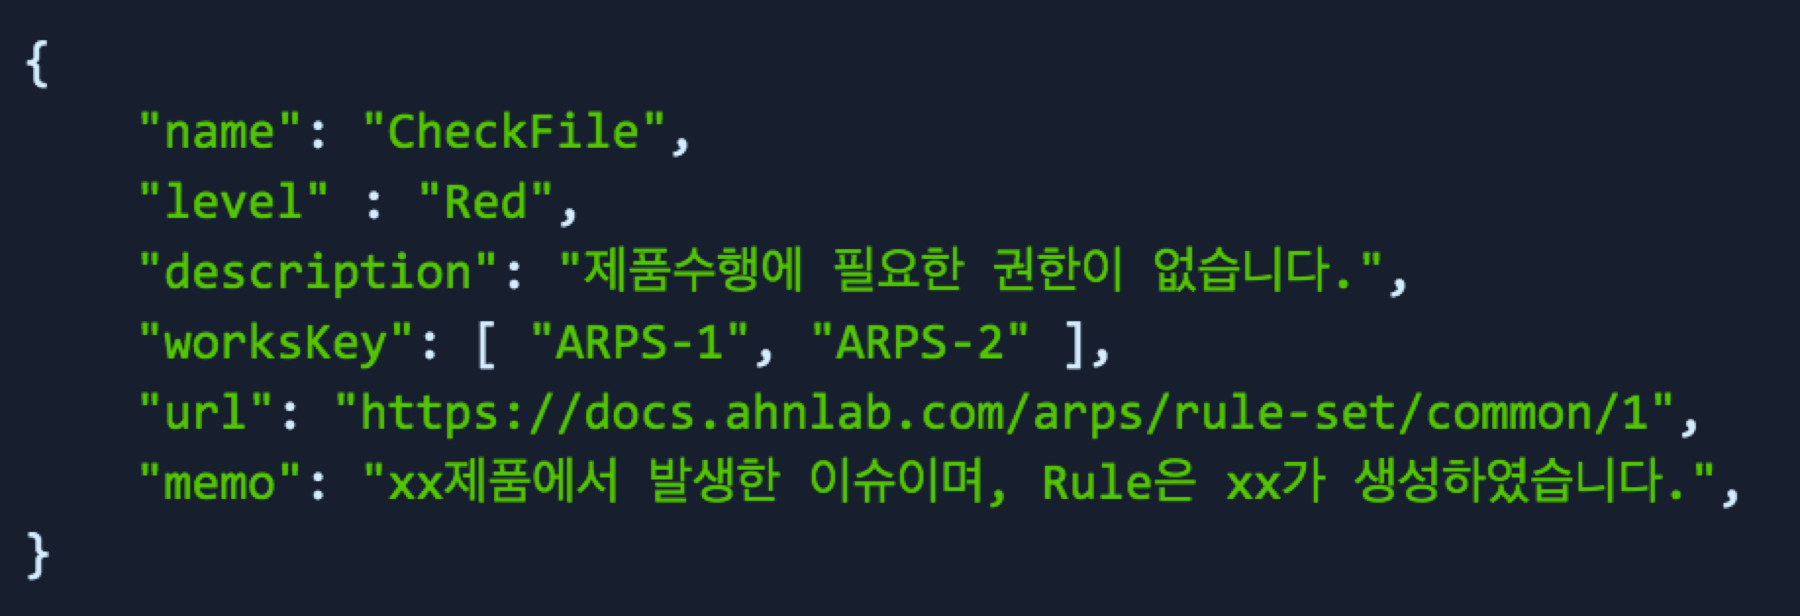 {
"name": "CheckFile",
"level" : "Red",
"description": "제품수행에 필요한 권한이 없습니다.",
"worksKey": [ "ARPS-1", "ARPS-2" ],
"url": "https://docs.ahnlab.com/arps/rule-set/common/1",
"memo": "xx제품에서 발생한 이슈이며, Rule은 xx가 생성하였습니다.",
}